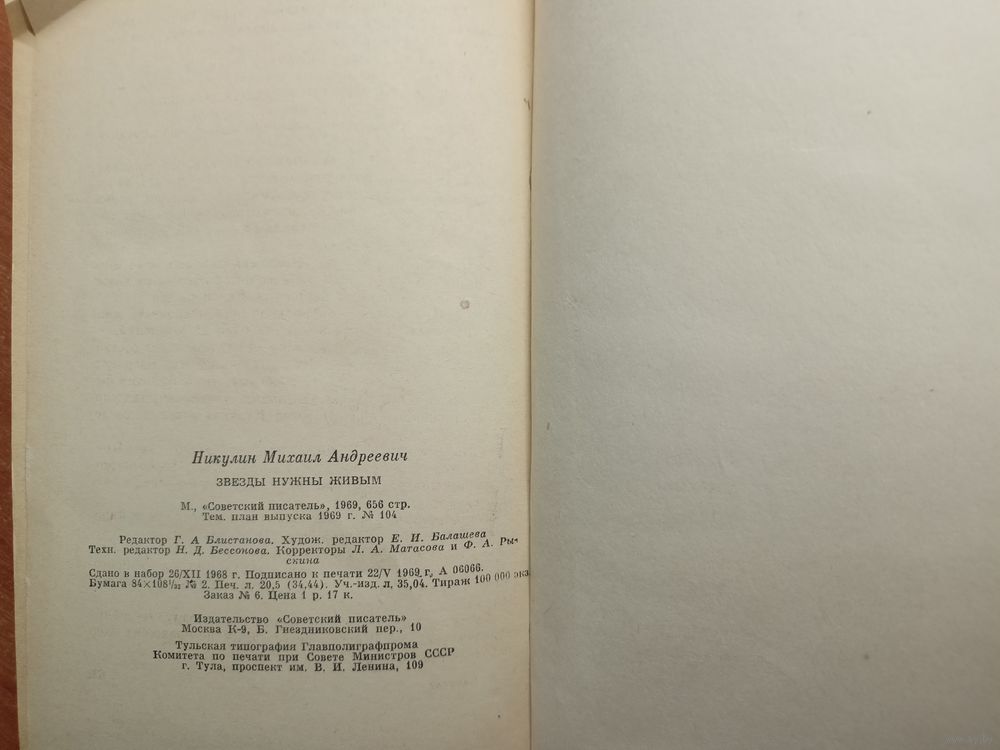 Никулин Михаил Андреевич
ЗВЕЗДЫ НУЖНЫ ЖИВЫМ
М., «Советский писатель», 1969, 656 стр.
Тем. план выпуска 1969 г. № 104
Редактор Г. А Блистанова. Худож. редактор Е. И. Балашева
Техн. редактор Н. Д. Бессонова. Корректоры Л. А. Матасова и Ф. А. Ры-
скина
Сдано в набор 26/XII 1968 г. Подписано к печати 22/V 1969 г. А 06066.
Бумага 84×108 1/32 № 2. Печ. л. 20,5 (34,44). Уч.-изд. л. 35,04. Тираж 100 000 экз.
Заказ № 6. Цена 1 р. 17 к.
Издательство «Советский писатель»
Москва К-9, Б. Гнездниковский пер., 10
Тульская типография Главполиграфпрома
Комитета по печати при Совете Министров СССР
г. Тула, проспект им. В. И. Ленина, 109